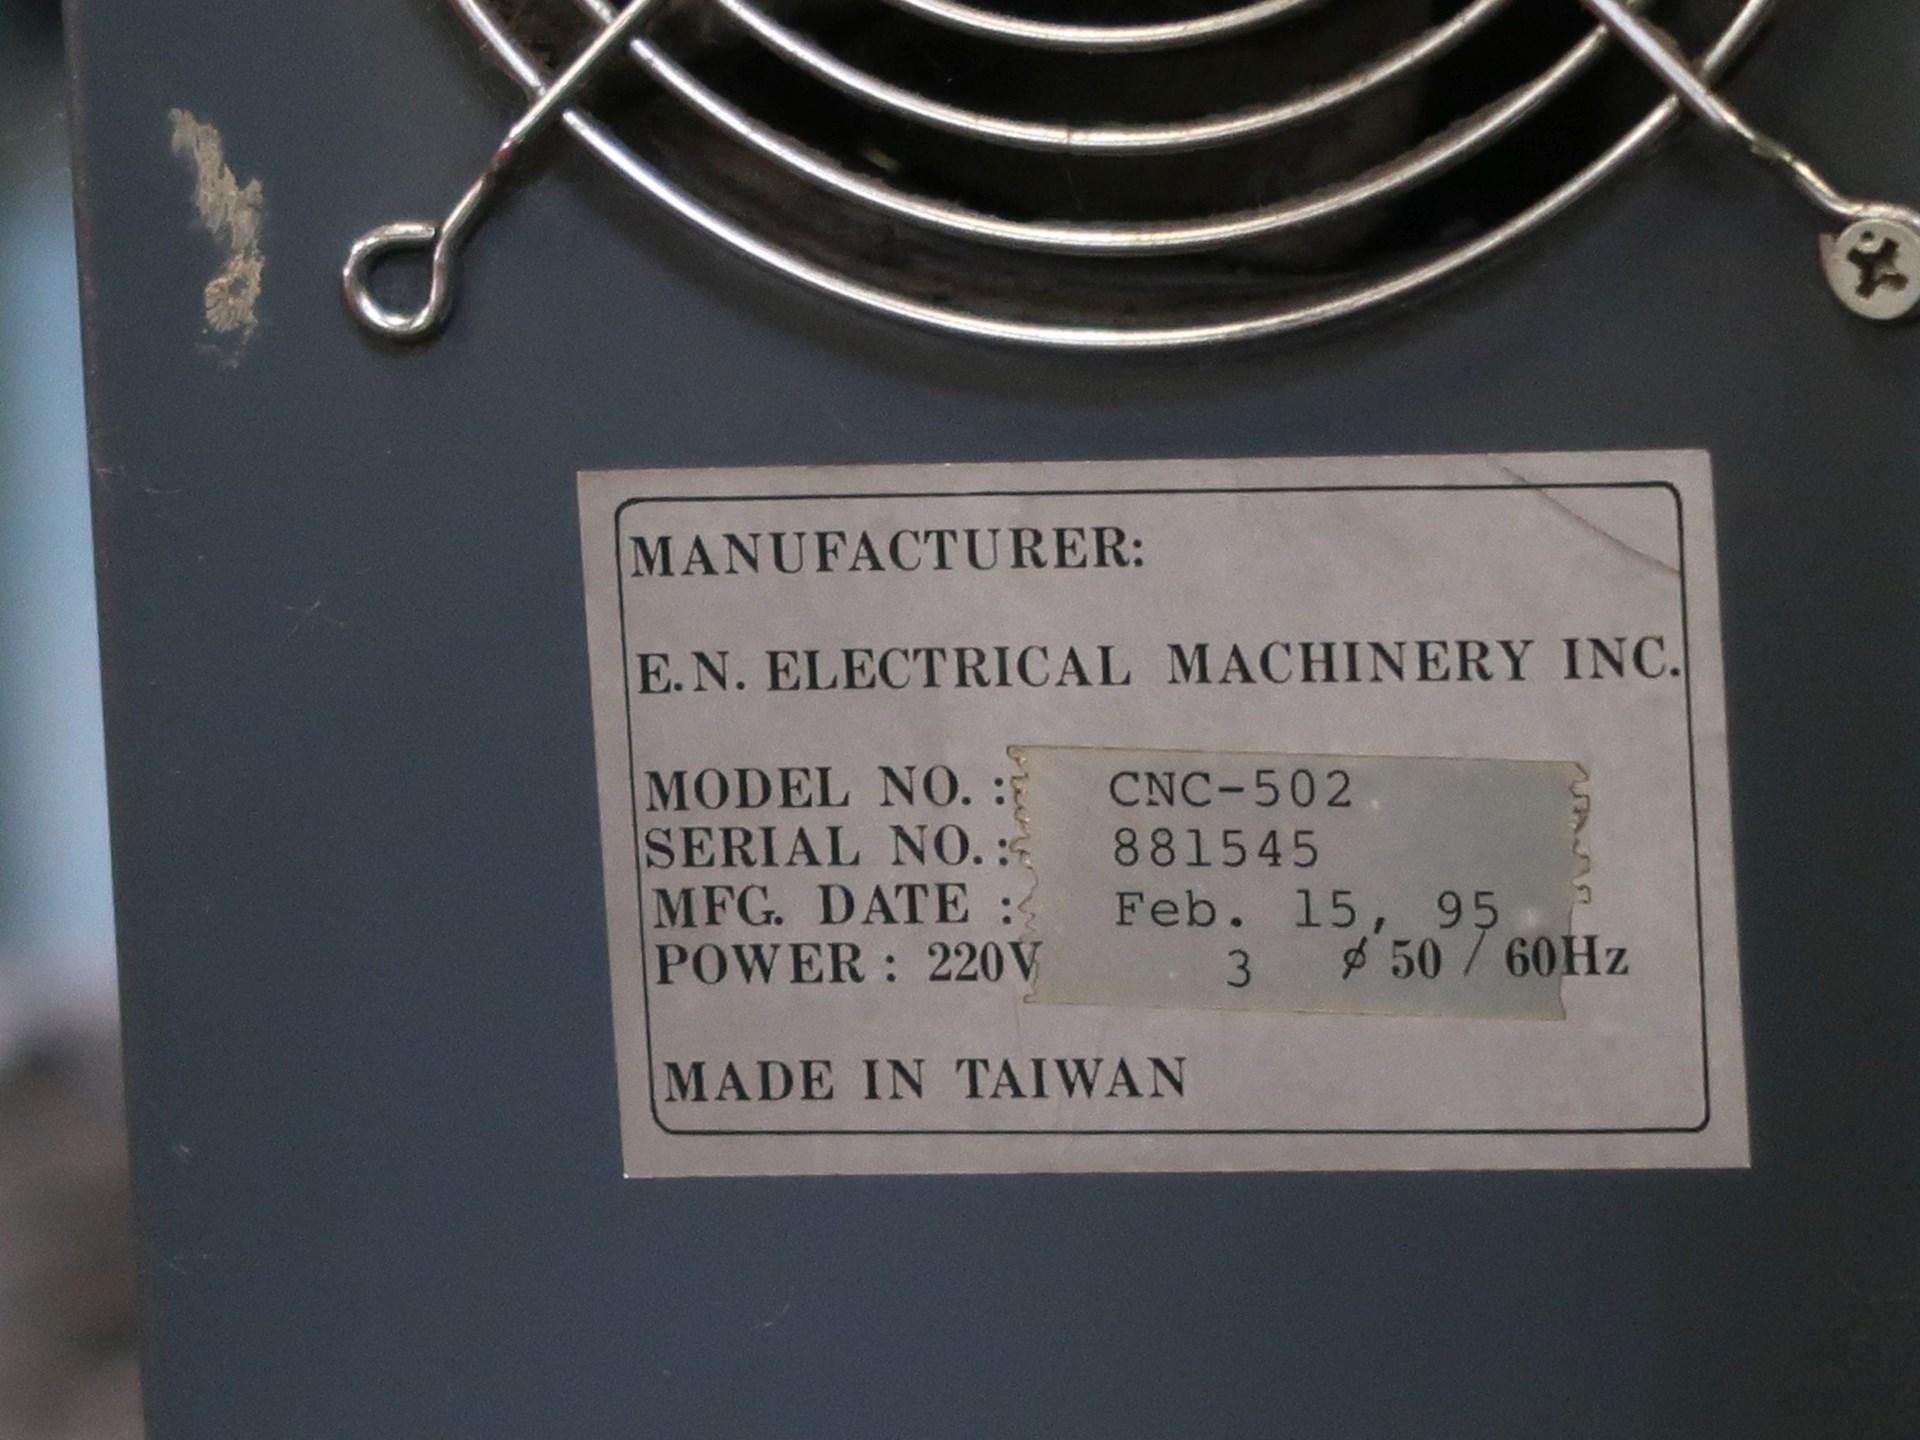 MANUFACTURER:
E.N. ELECTRICAL MACHINERY INC.
MODEL NO. : CNC-502
SERIAL NO. : 881545
MFG. DATE : Feb. 15, 95
POWER : 220V 3 ∅ 50 / 60Hz
MADE IN TAIWAN